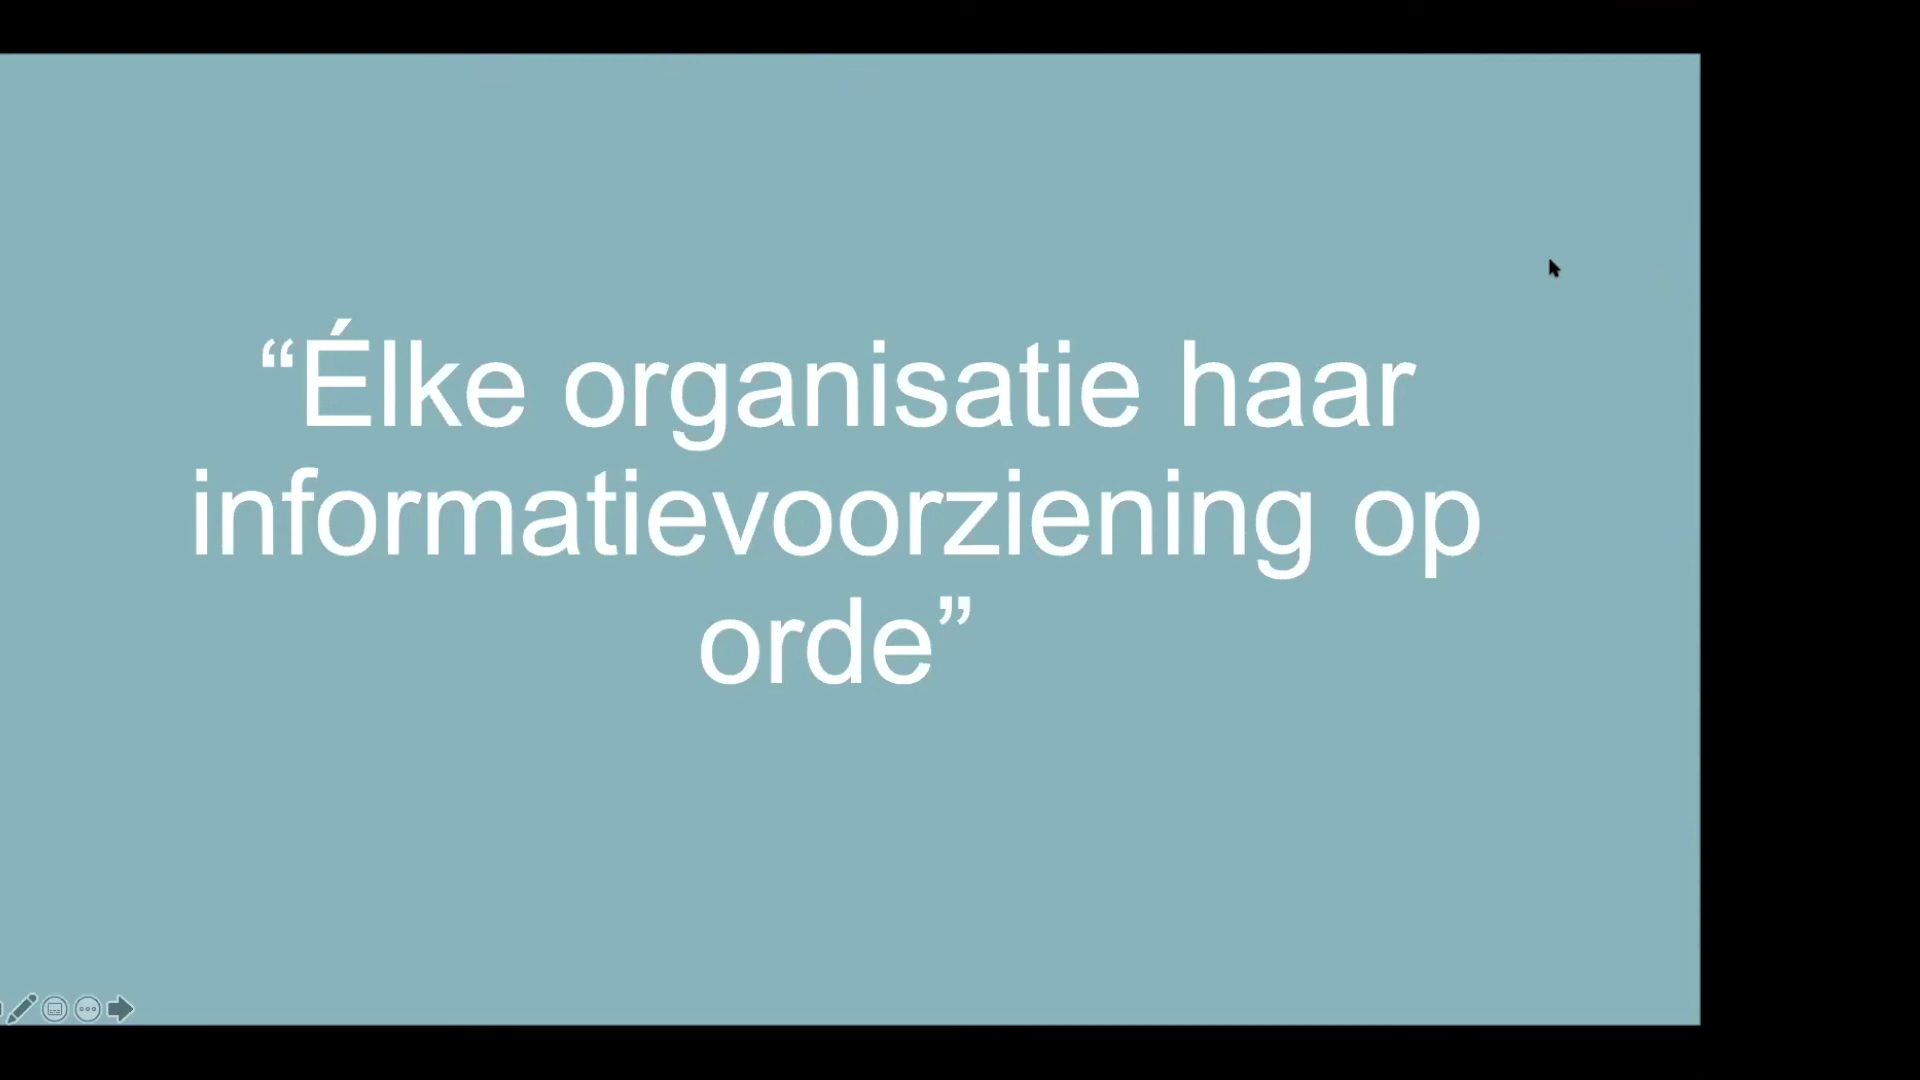 “Élke organisatie haar
informatievoorziening op
orde”